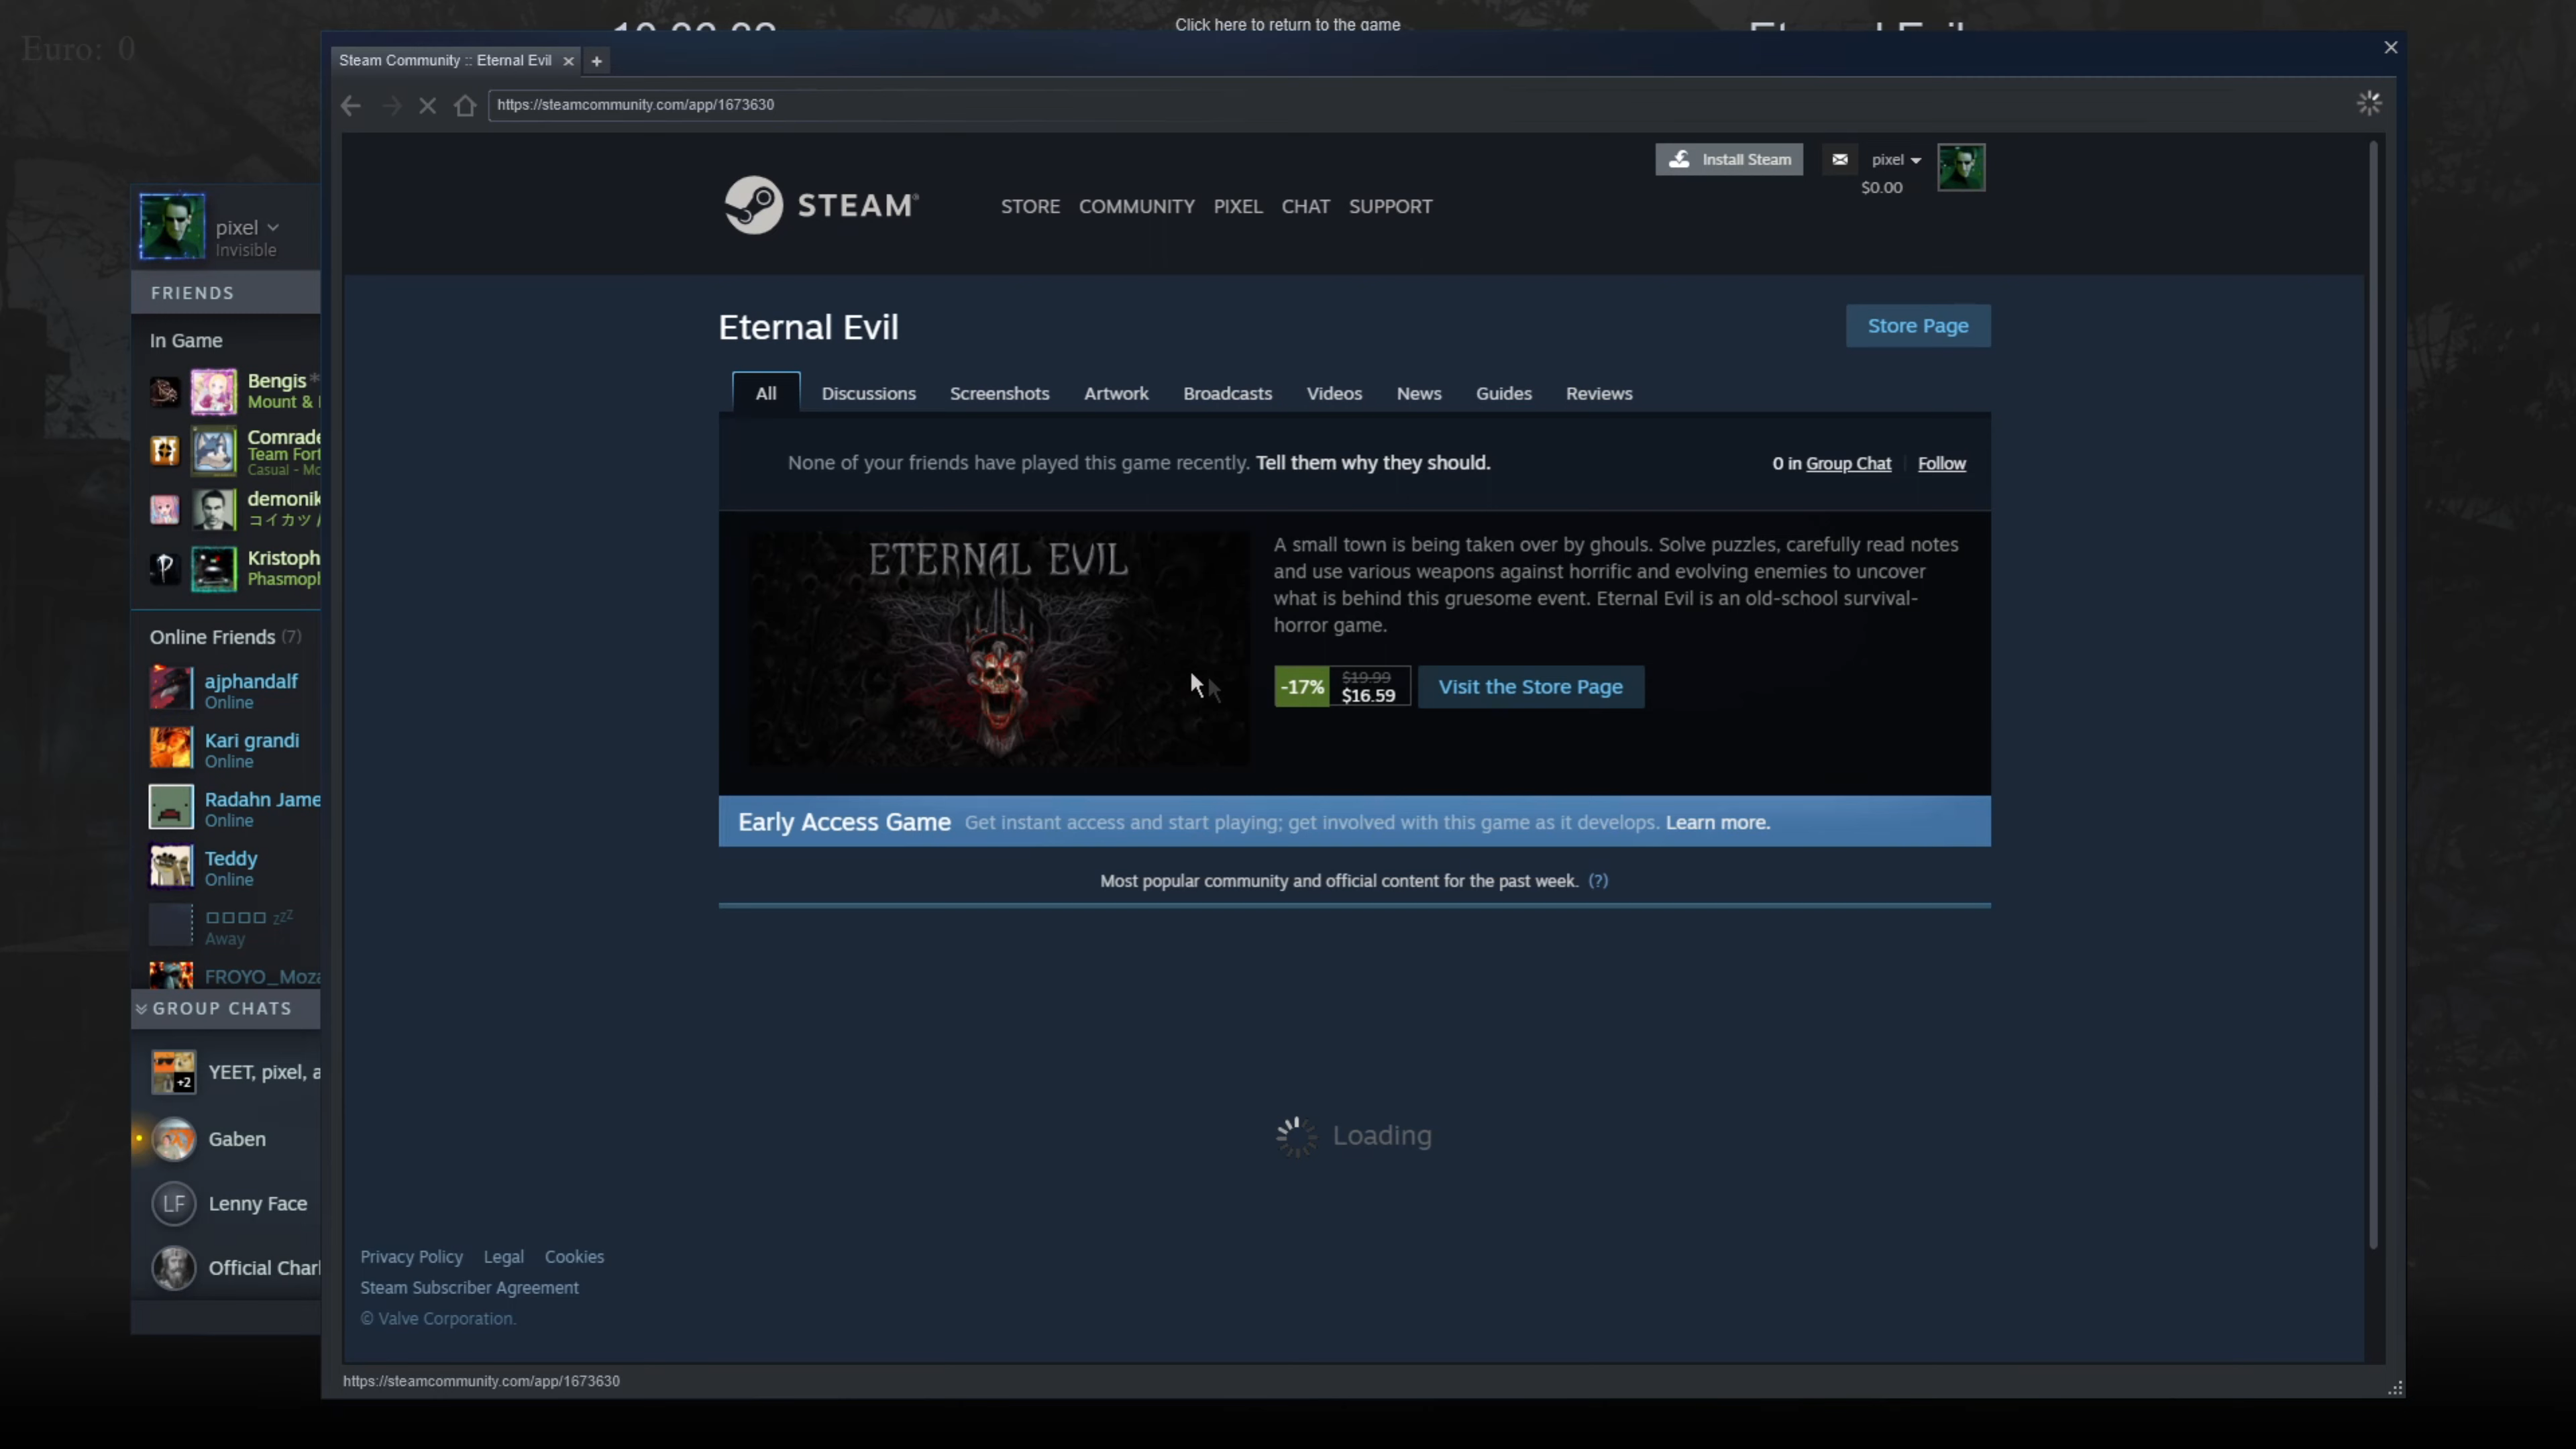 Euro: 0
Click here to return to the game
Eternal Evil
Steam Community :: Eternal Evil
https://steamcommunity.com/app/1673630
Install Steam
pixel
$0.00
STEAM
STORE COMMUNITY PIXEL CHAT SUPPORT
pixel
Invisible
FRIENDS
In Game
Bengis *
Mount &
Comrade
Team Fort
Casual - Mo
demonik
コイカツ /
Kristoph
Phasmoph
Online Friends (7)
ajphandalf
Online
Kari grandi
Online
Radahn Jame
Online
Teddy
Online
zzZ
Away
FROYO_Moza
GROUP CHATS
+2
YEET, pixel, a
Gaben
LF
Lenny Face
Official Charl
Eternal Evil
Store Page
All Discussions Screenshots Artwork Broadcasts Videos News Guides Reviews
None of your friends have played this game recently. Tell them why they should.
0 in Group Chat Follow
ETERNAL EVIL
A small town is being taken over by ghouls. Solve puzzles, carefully read notes
and use various weapons against horrific and evolving enemies to uncover
what is behind this gruesome event. Eternal Evil is an old-school survival-
horror game.
-17%
$19.99
$16.59
Visit the Store Page
Early Access Game Get instant access and start playing; get involved with this game as it develops. Learn more.
Most popular community and official content for the past week. (?)
Loading
Privacy Policy Legal Cookies
Steam Subscriber Agreement
© Valve Corporation.
https://steamcommunity.com/app/1673630